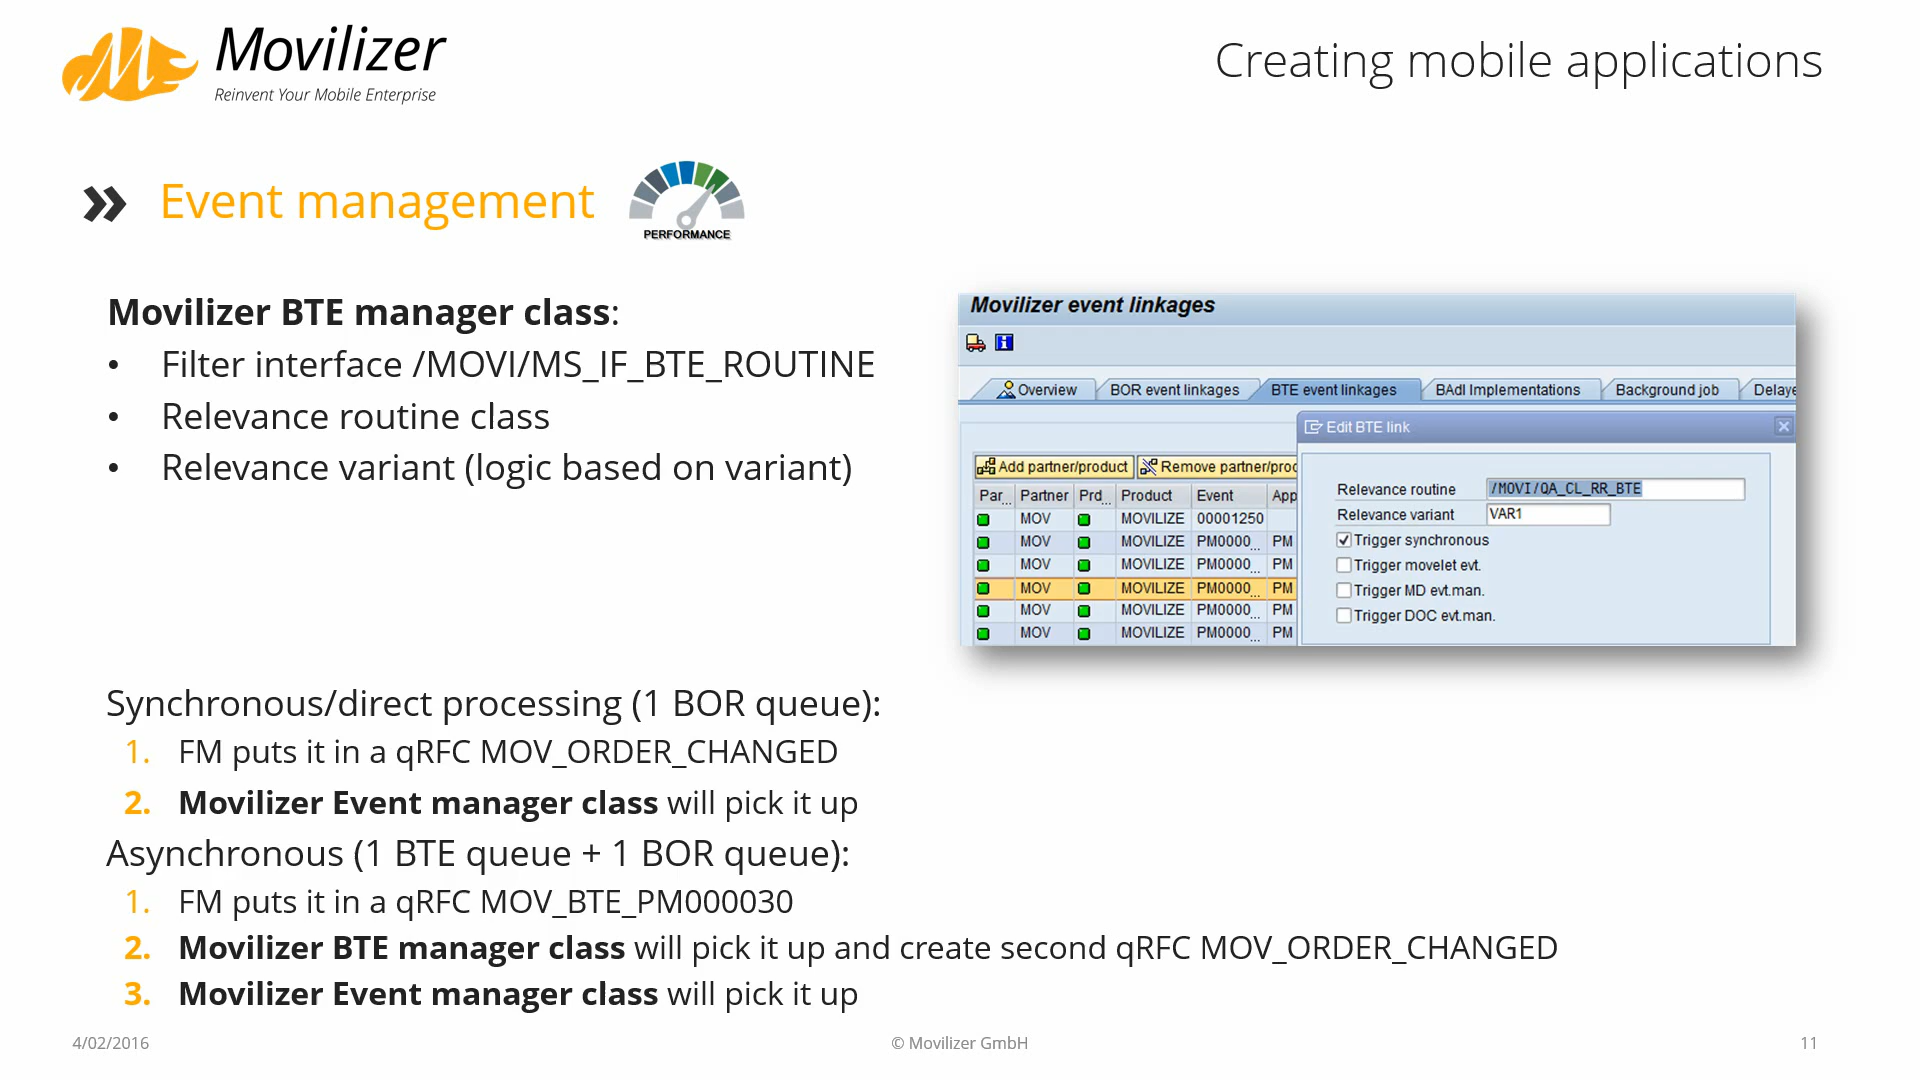 Movilizer
Reinvent Your Mobile Enterprise
Creating mobile applications
Event management
PERFORMANCE
Movilizer BTE manager class:
• Filter interface /MOVI/MS_IF_BTE_ROUTINE
• Relevance routine class
• Relevance variant (logic based on variant)
Movilizer event linkages
Overview BOR event linkages BTE event linkages BAdI Implementations Background job Delaye
Edit BTE link
Add partner/product Remove partner/proc
Par... Partner Prd... Product Event App
MOV MOVILIZE 00001250
MOV MOVILIZE PM0000... PM
MOV MOVILIZE PM0000... PM
MOV MOVILIZE PM0000... PM
MOV MOVILIZE PM0000... PM
MOV MOVILIZE PM0000... PM
Relevance routine /MOVI/QA_CL_RR_BTE
Relevance variant VAR1
Trigger synchronous
Trigger movelet evt.
Trigger MD evt.man.
Trigger DOC evt.man.
Synchronous/direct processing (1 BOR queue):
1. FM puts it in a qRFC MOV_ORDER_CHANGED
2. Movilizer Event manager class will pick it up
Asynchronous (1 BTE queue + 1 BOR queue):
1. FM puts it in a qRFC MOV_BTE_PM000030
2. Movilizer BTE manager class will pick it up and create second qRFC MOV_ORDER_CHANGED
3. Movilizer Event manager class will pick it up
4/02/2016
© Movilizer GmbH
11